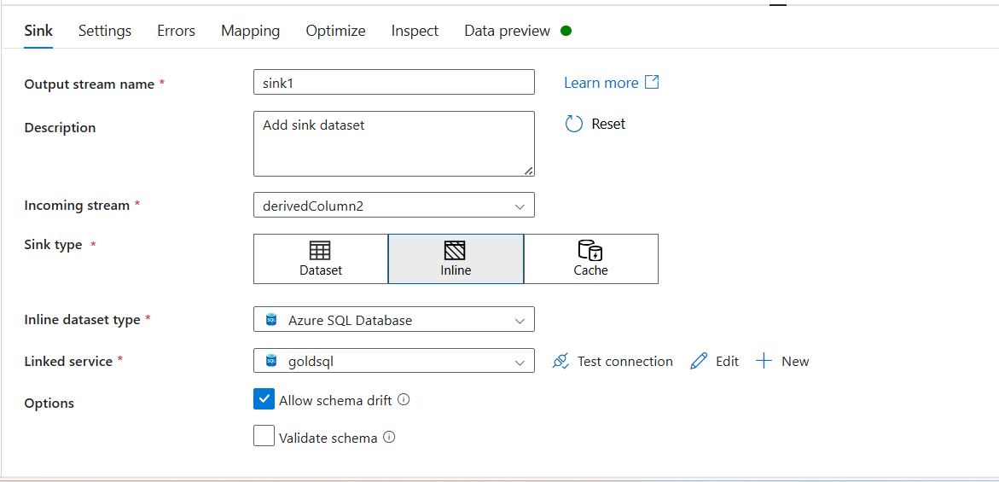 Sink Settings Errors Mapping Optimize Inspect Data preview
Output stream name * sink1 Learn more
Description Add sink dataset Reset
Incoming stream * derivedColumn2
Sink type *
Dataset Inline Cache
Inline dataset type * SQL Azure SQL Database
Linked service * SQL goldsql Test connection Edit New
Options Allow schema drift
Validate schema